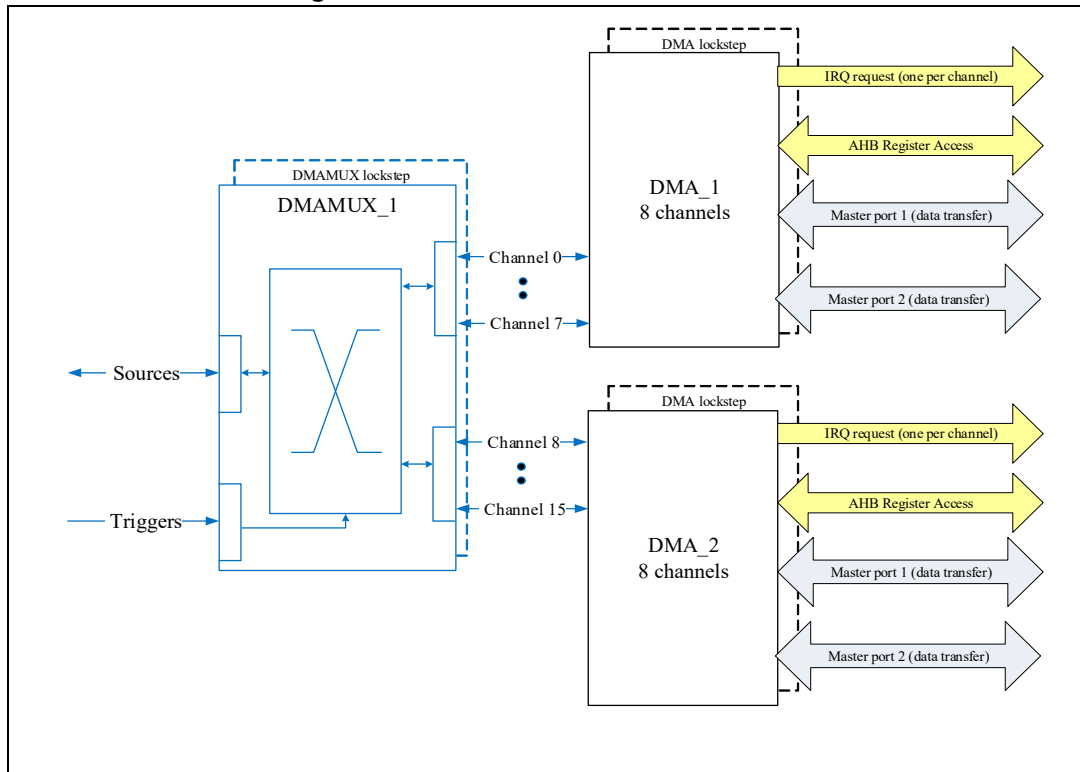 DMA lockstep
IRQ request (one per channel)
AHB Register Access
DMA_1
8 channels
Master port 1 (data transfer)
Master port 2 (data transfer)
DMAMUX lockstep
DMAMUX_1
Channel 0
Channel 7
Sources
Triggers
Channel 8
Channel 15
DMA lockstep
IRQ request (one per channel)
AHB Register Access
DMA_2
8 channels
Master port 1 (data transfer)
Master port 2 (data transfer)